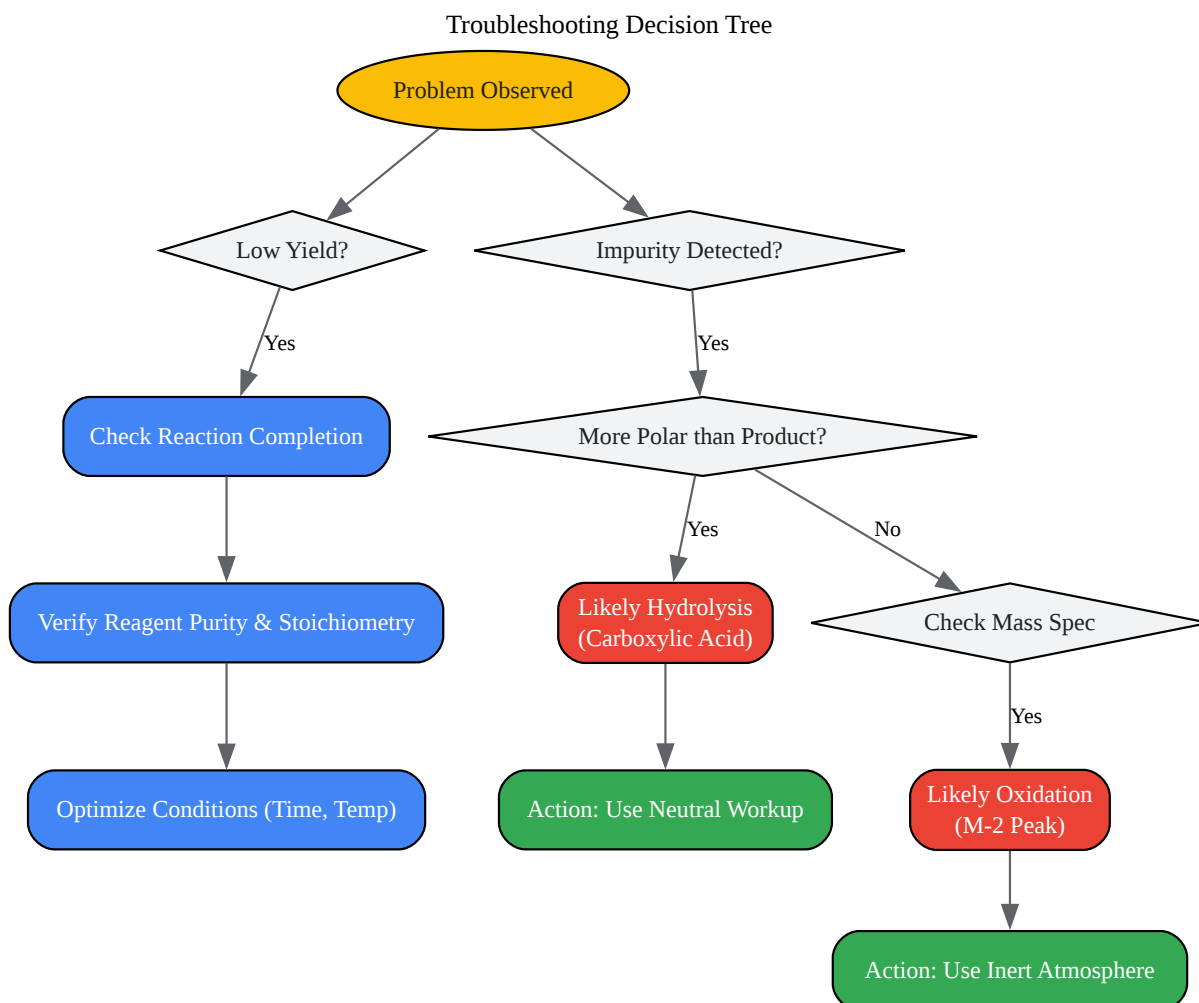 Troubleshooting Decision Tree
Problem Observed
Low Yield?
Impurity Detected?
Yes
Yes
Check Reaction Completion
More Polar than Product?
Yes
No
Verify Reagent Purity & Stoichiometry
Likely Hydrolysis
(Carboxylic Acid)
Check Mass Spec
Yes
Optimize Conditions (Time, Temp)
Action: Use Neutral Workup
Likely Oxidation
(M-2 Peak)
Action: Use Inert Atmosphere